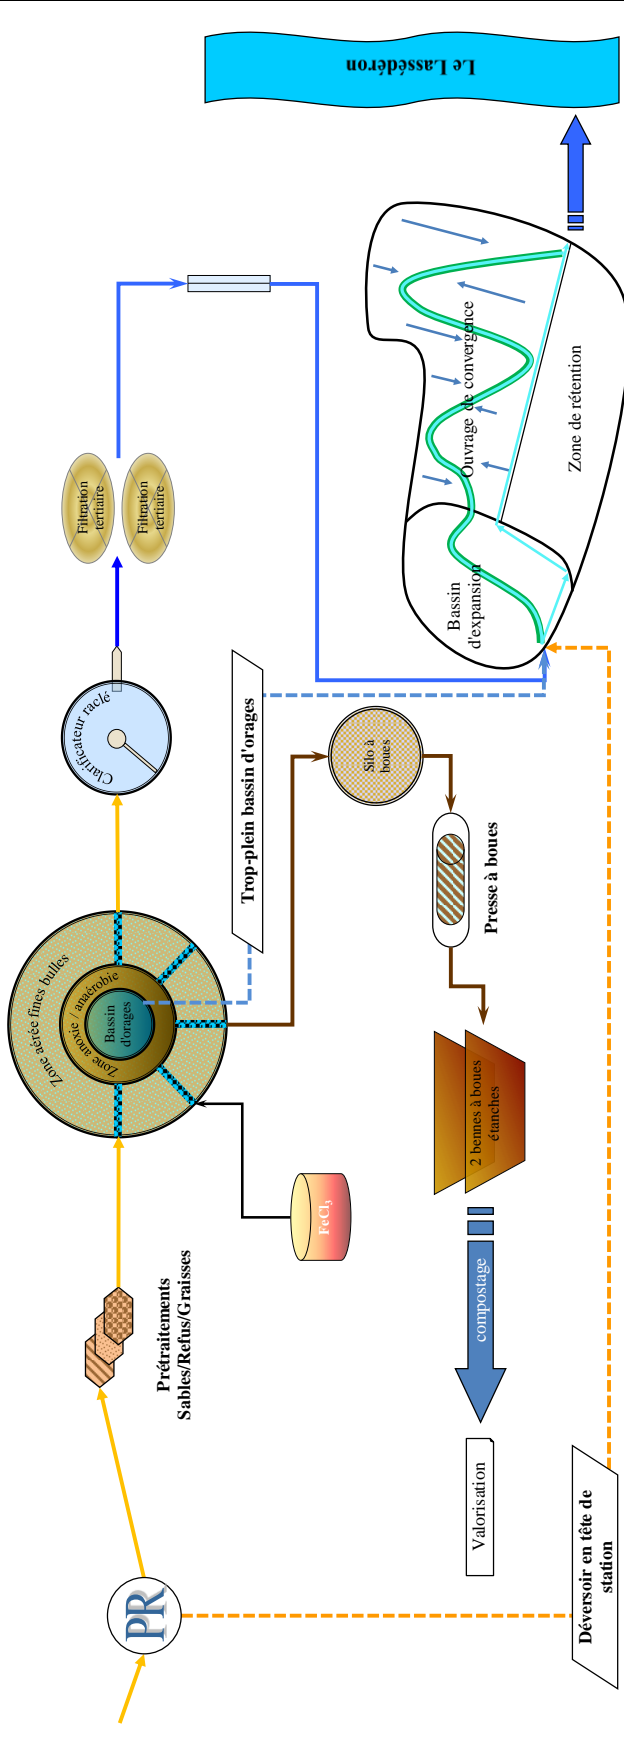 PR
Déversoir en tête de
station
Prétraitements
Sables/Refus/Graisses
FeCl3
Zone aérée fines bulles
Zone anoxie / anaérobie
Bassin
d'orages
Trop-plein bassin d'orages
Clarificateur raclé
Filtration
tertiaire
Filtration
tertiaire
Silo à
boues
Presse à boues
2 bennes à boues
étanches
compostage
Valorisation
Bassin
d'expansion
Ouvrage de convergence
Zone de rétention
Le Lassédéron